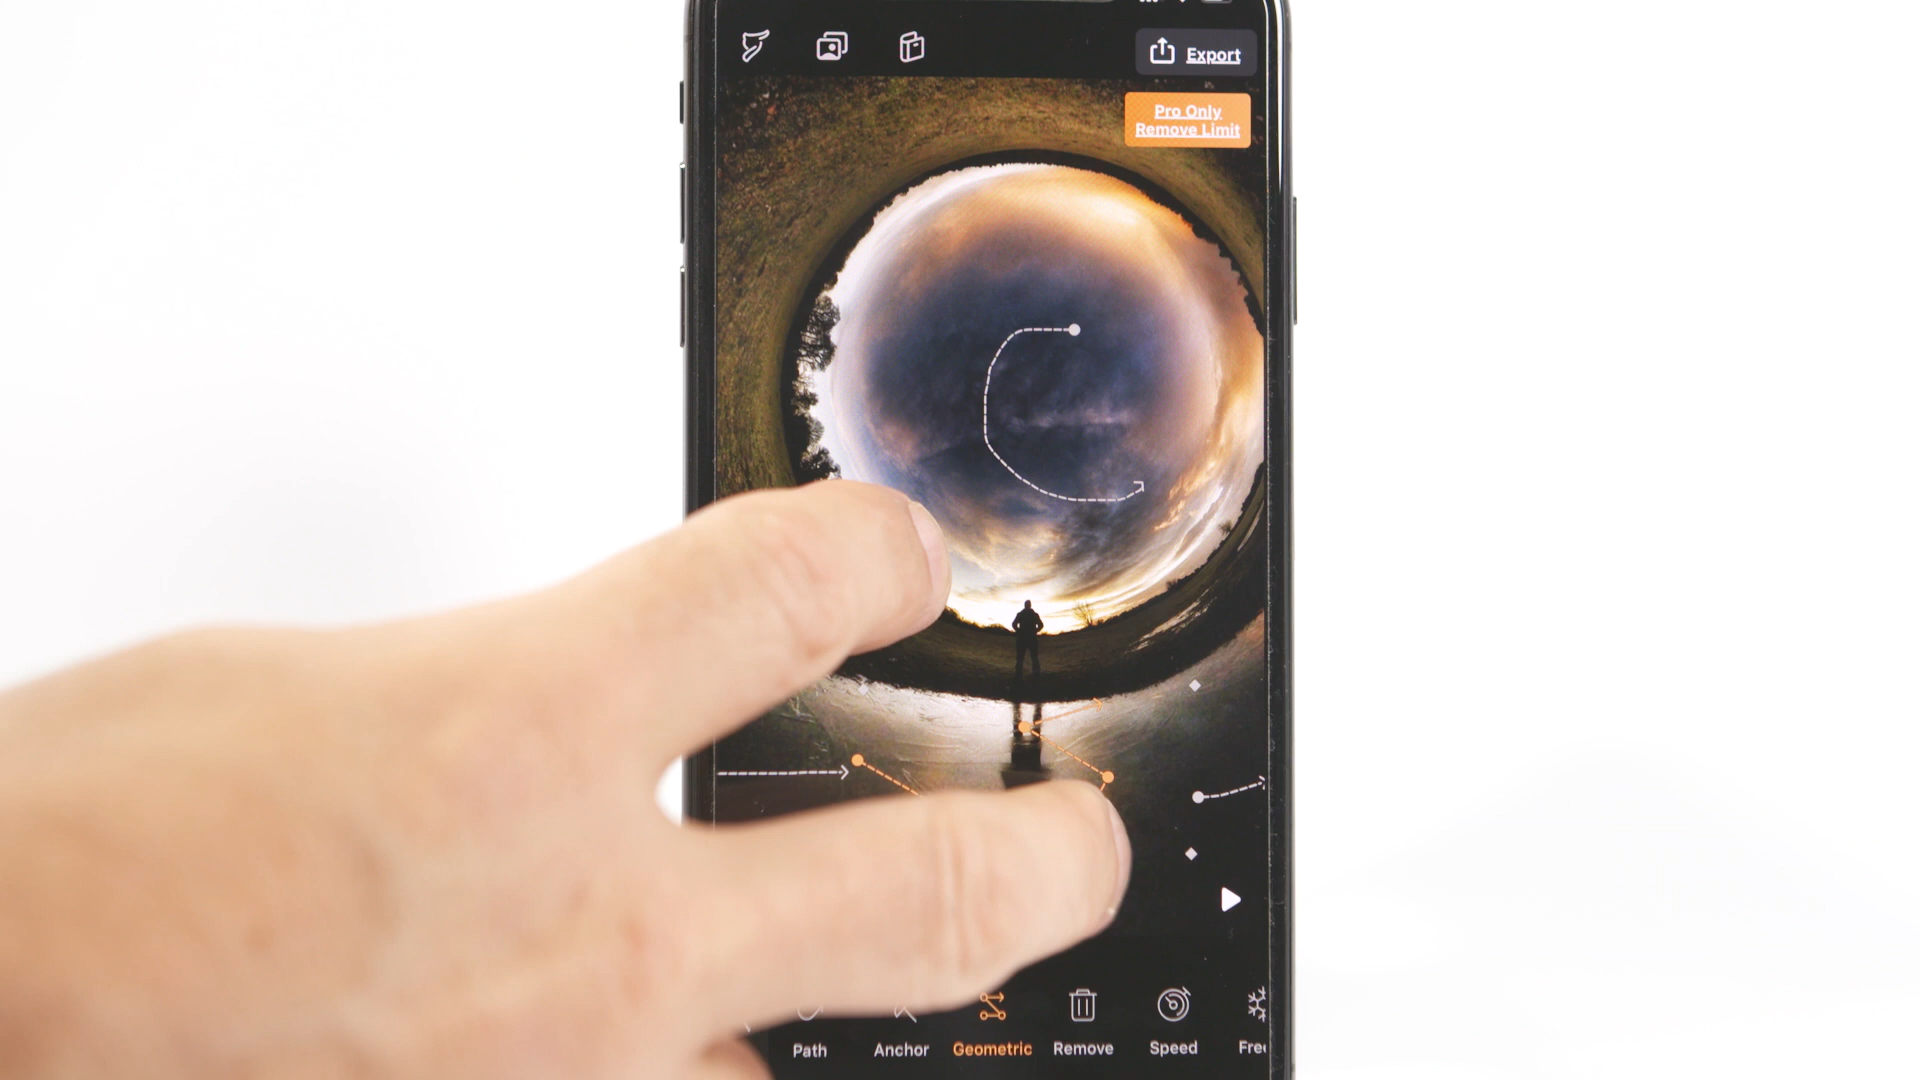 Export
Pro Only
Remove Limit
Path
Anchor
Geometric
Remove
Speed